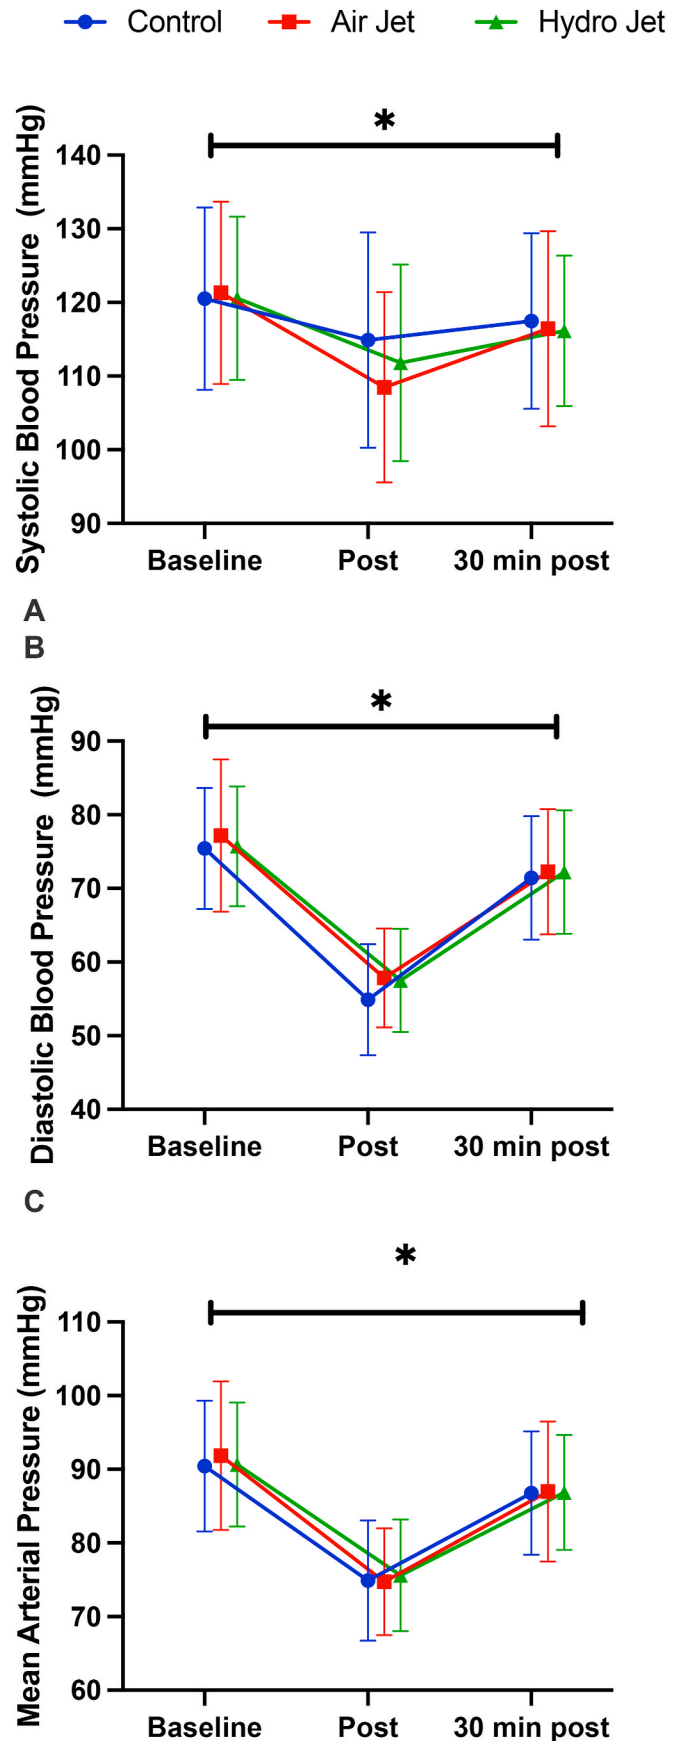 Control Air Jet Hydro Jet
*
Systolic Blood Pressure (mmHg)
140
130
120
110
100
90
Baseline Post 30 min post
A
B
*
Diastolic Blood Pressure (mmHg)
90
80
70
60
50
40
Baseline Post 30 min post
C
*
Mean Arterial Pressure (mmHg)
110
100
90
80
70
60
Baseline Post 30 min post